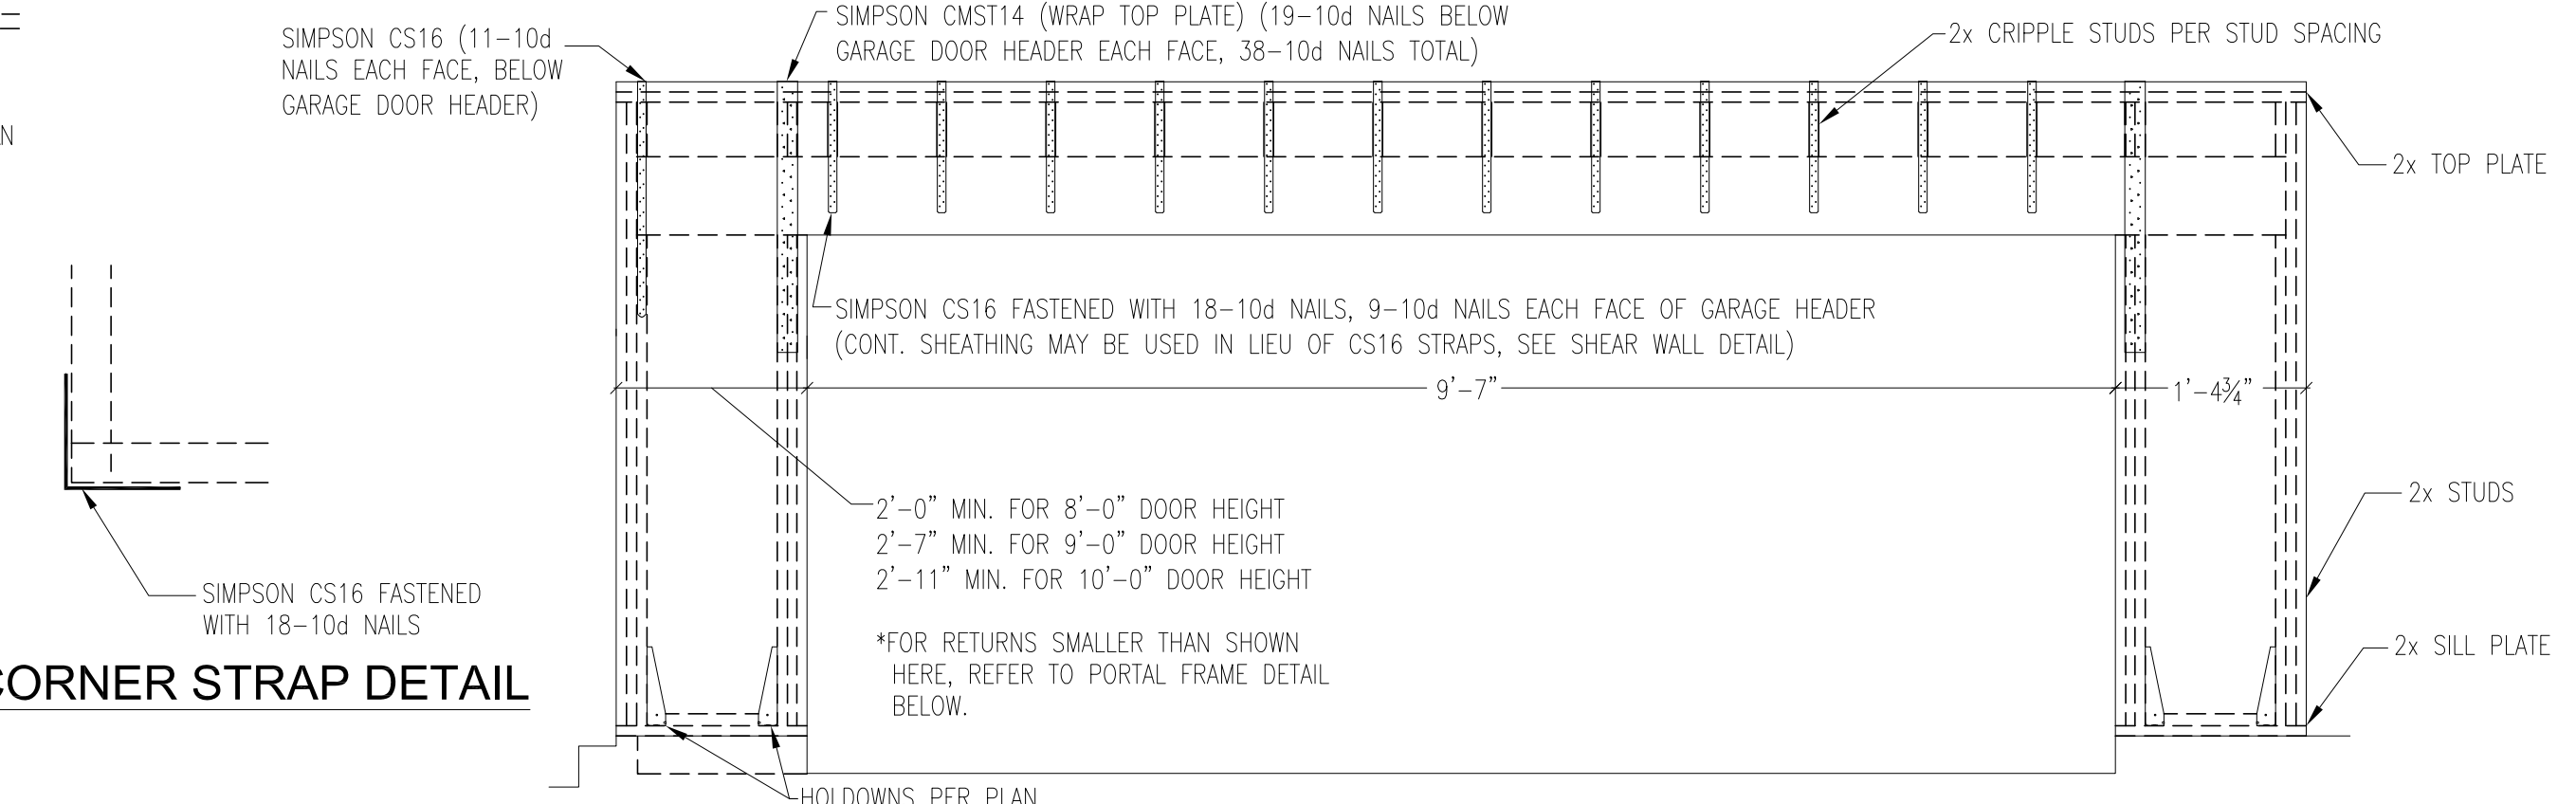 SIMPSON CS16 (11-10d
NAILS EACH FACE, BELOW
GARAGE DOOR HEADER)
SIMPSON CMST14 (WRAP TOP PLATE) (19-10d NAILS BELOW
GARAGE DOOR HEADER EACH FACE, 38-10d NAILS TOTAL)
2x CRIPPLE STUDS PER STUD SPACING
2x TOP PLATE
SIMPSON CS16 FASTENED WITH 18-10d NAILS, 9-10d NAILS EACH FACE OF GARAGE HEADER
(CONT. SHEATHING MAY BE USED IN LIEU OF CS16 STRAPS, SEE SHEAR WALL DETAIL)
9'-7"
1'-4¾"
2'-0" MIN. FOR 8'-0" DOOR HEIGHT
2'-7" MIN. FOR 9'-0" DOOR HEIGHT
2'-11" MIN. FOR 10'-0" DOOR HEIGHT
*FOR RETURNS SMALLER THAN SHOWN
HERE, REFER TO PORTAL FRAME DETAIL
BELOW.
2x STUDS
2x SILL PLATE
SIMPSON CS16 FASTENED
WITH 18-10d NAILS
CORNER STRAP DETAIL
HOLDOWNS PER PLAN